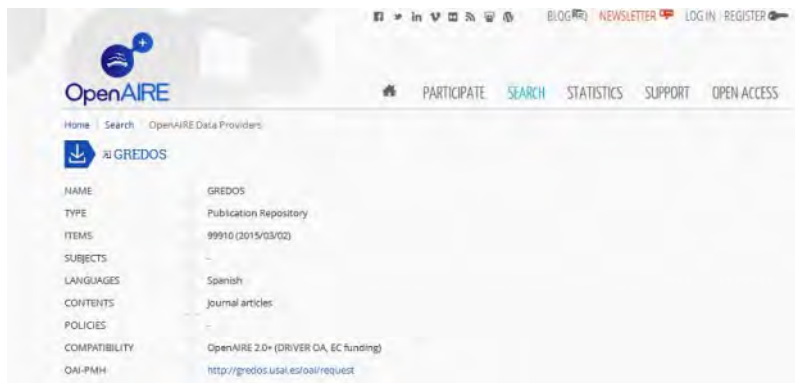 BLOG NEWSLETTER LOG IN REGISTER
OpenAIRE
PARTICIPATE SEARCH STATISTICS SUPPORT OPEN ACCESS
Home Search OpenAIRE Data Providers
GREDOS
NAME GREDOS
TYPE Publication Repository
ITEMS 99910 (2015/03/02)
SUBJECTS -
LANGUAGES Spanish
CONTENTS Journal articles
POLICIES -
COMPATIBILITY OpenAIRE 2.0+ (DRIVER OA, EC funding)
OAI-PMH http://gredos.usal.es/oai/request